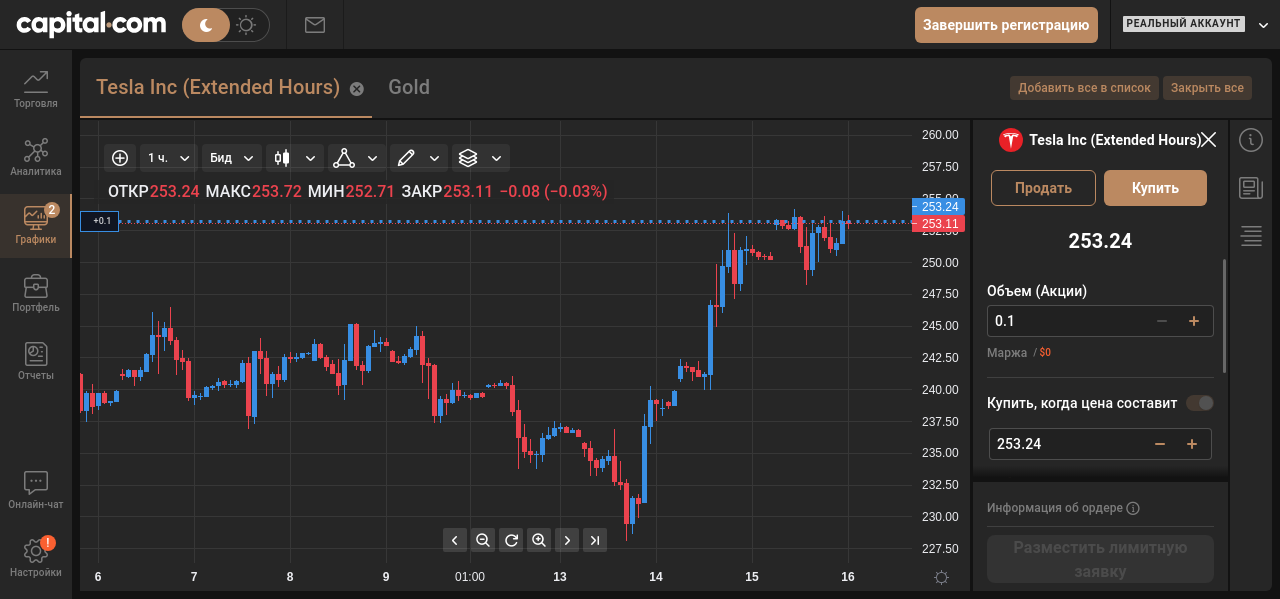 capital.com
Завершить регистрацию
РЕАЛЬНЫЙ АККАУНТ
Торговля
Аналитика
2
Графики
Портфель
Отчеты
Онлайн-чат
!
Настройки
Tesla Inc (Extended Hours)
Gold
Добавить все в список
Закрыть все
1 ч.
Бид
ОТКР253.24 МАКС253.72 МИН252.71 ЗАКР253.11 −0.08 (−0.03%)
+0.1
260.00
257.50
255.00
253.24
253.11
252.50
250.00
247.50
245.00
242.50
240.00
237.50
235.00
232.50
230.00
227.50
6 7 8 9 01:00 13 14 15 16
Tesla Inc (Extended Hours)
Продать
Купить
253.24
Объем (Акции)
0.1
− +
Маржа / $0
Купить, когда цена составит
253.24
− +
Информация об ордере
Разместить лимитную
заявку